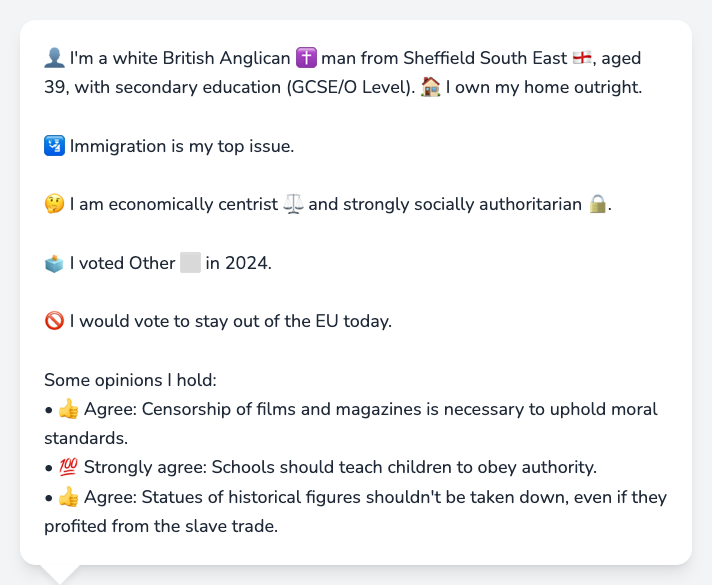 👤 I'm a white British Anglican ✝️ man from Sheffield South East 🏴󠁧󠁢󠁥󠁮󠁧󠁿, aged
39, with secondary education (GCSE/O Level). 🏠 I own my home outright.
🛂 Immigration is my top issue.
🤔 I am economically centrist ⚖️ and strongly socially authoritarian 🔒.
🗳️ I voted Other ⬜ in 2024.
🚫 I would vote to stay out of the EU today.
Some opinions I hold:
• 👍 Agree: Censorship of films and magazines is necessary to uphold moral
standards.
• 💯 Strongly agree: Schools should teach children to obey authority.
• 👍 Agree: Statues of historical figures shouldn't be taken down, even if they
profited from the slave trade.